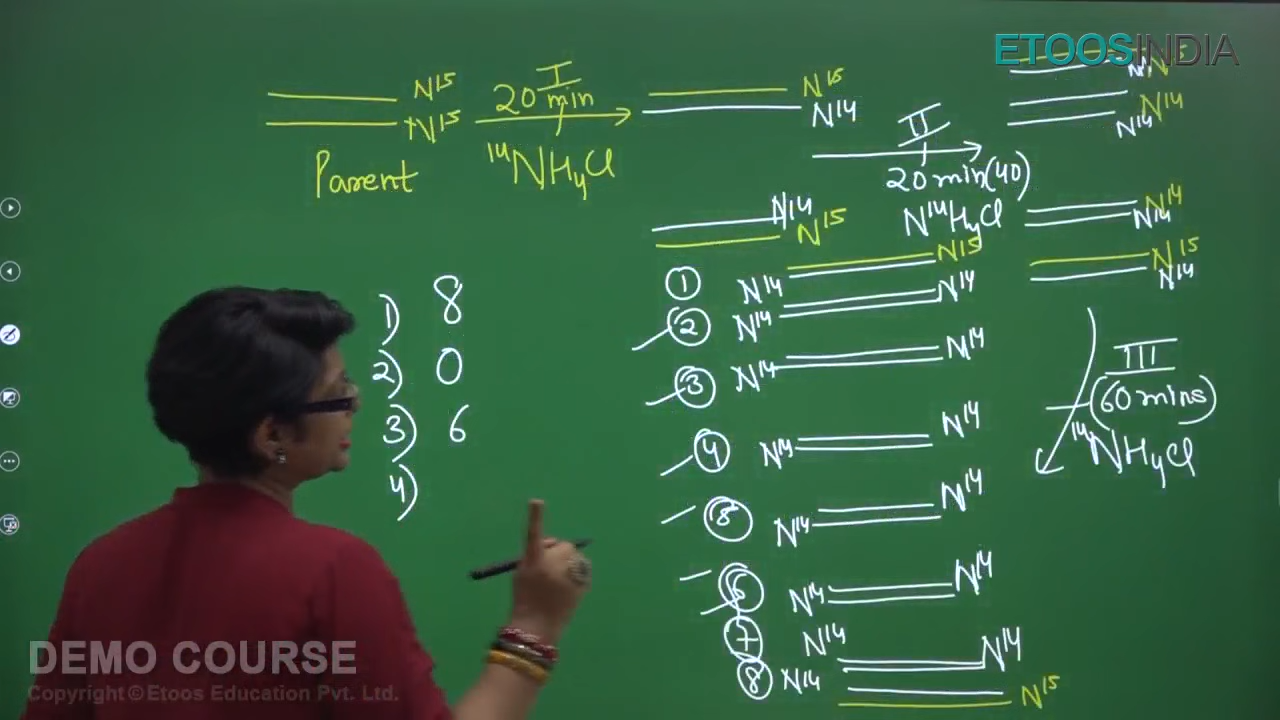 ETOOSINDIA
N15
N15
Parent
I
20 min
14NH4Cl
N15
N14
II
20 min (40)
N14H4Cl
N14
N15
N14
N15
N14
N14
N14
N14
N15
N14
III
(60 mins)
14NH4Cl
1) 8
2) 0
3) 6
4)
1 N14 N15
2 N14 N14
3 N14 N14
4 N14 N14
N14 N14
6 N14 N14
7 N14 N14
8 N14 N15
DEMO COURSE
Copyright © Etoos Education Pvt. Ltd.